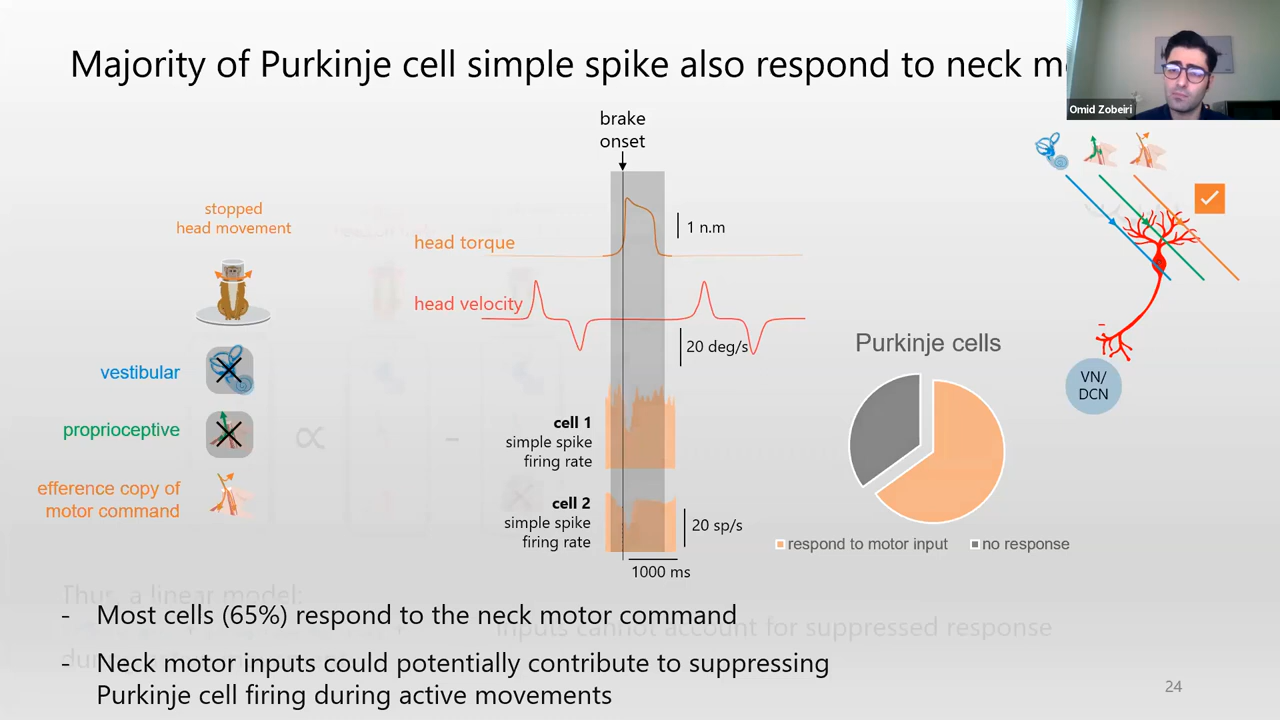 Majority of Purkinje cell simple spike also respond to neck
Omid Zobeiri
brake
onset
stopped
head movement
head torque
1 n.m
head velocity
20 deg/s
vestibular
proprioceptive
efference copy of
motor command
∝
-
cell 1
simple spike
firing rate
cell 2
simple spike
firing rate
20 sp/s
1000 ms
Purkinje cells
respond to motor input
no response
VN/
DCN
Thus, a linear model:
- Most cells (65%) respond to the neck motor command
inputs cannot account for suppressed response
- Neck motor inputs could potentially contribute to suppressing
Purkinje cell firing during active movements
24